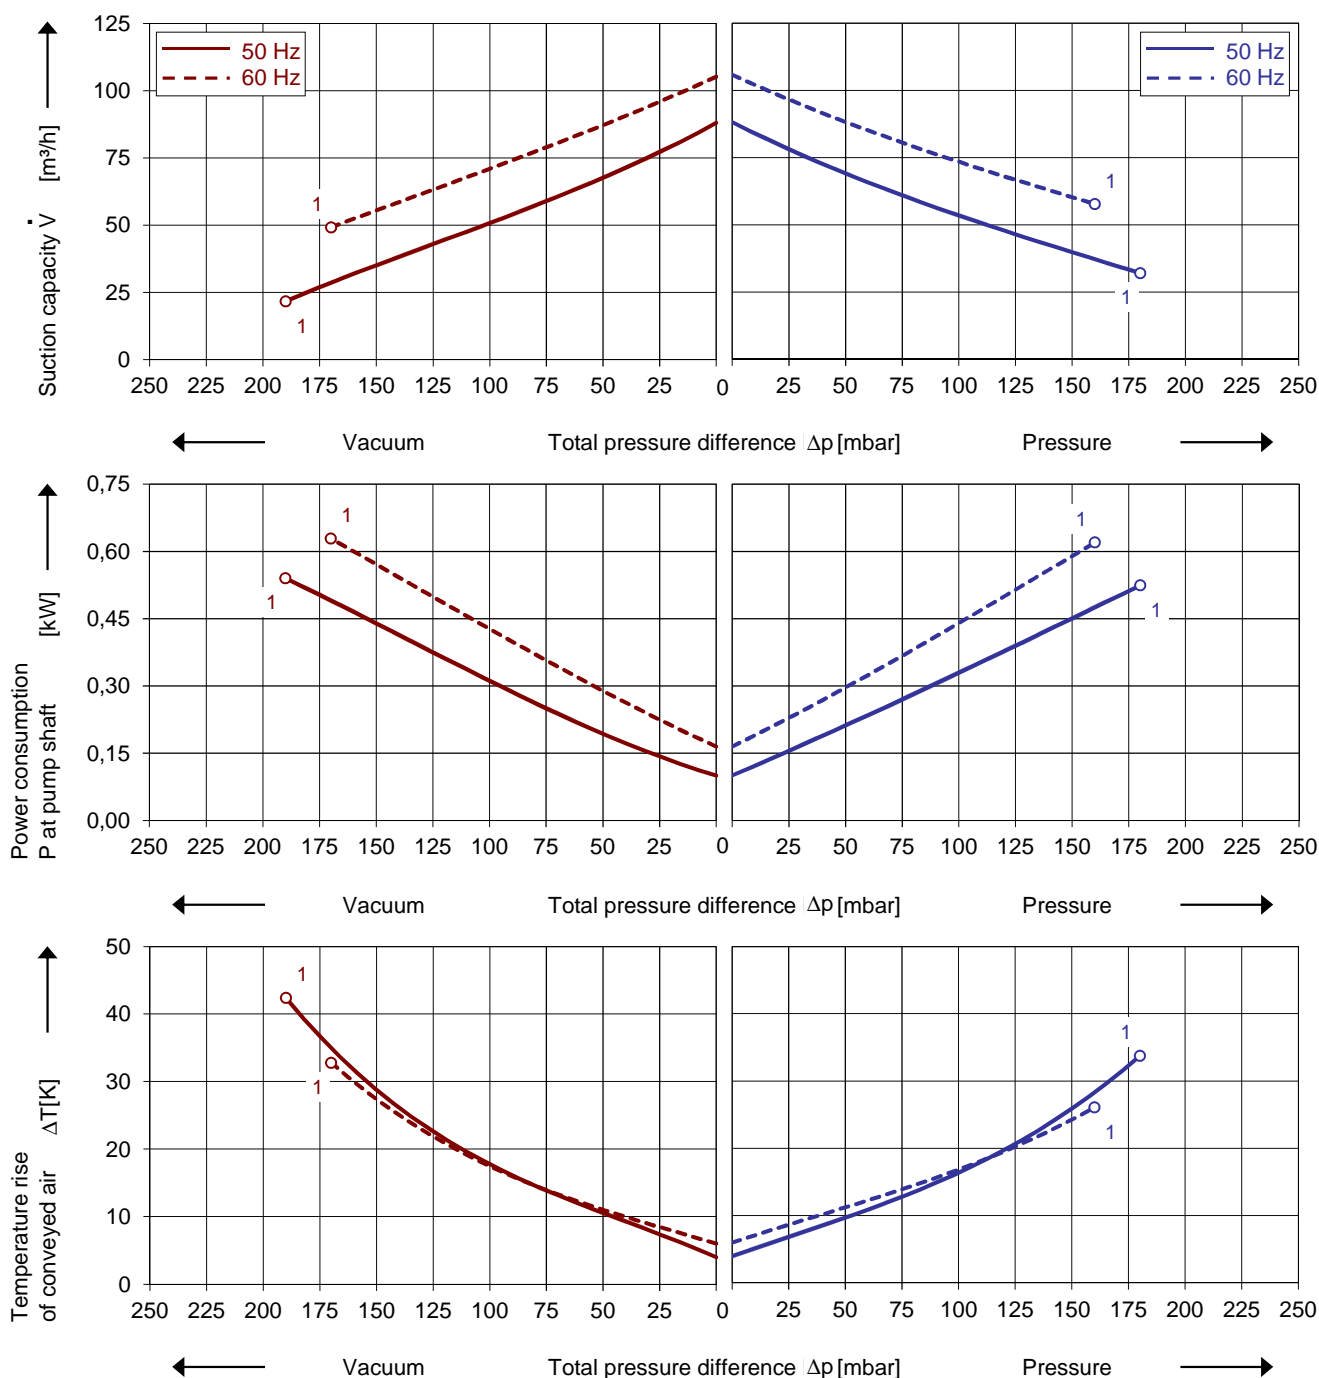 Suction capacity V̇ [m³/h]
125
100
75
50
25
0
50 Hz
60 Hz
50 Hz
60 Hz
1
1
1
1
250 225 200 175 150 125 100 75 50 25 0 25 50 75 100 125 150 175 200 225 250
Vacuum Total pressure difference Δp [mbar] Pressure
Power consumption
P at pump shaft [kW]
0,75
0,60
0,45
0,30
0,15
0,00
1
1
1
1
250 225 200 175 150 125 100 75 50 25 0 25 50 75 100 125 150 175 200 225 250
Vacuum Total pressure difference Δp [mbar] Pressure
Temperature rise
of conveyed air ΔT[K]
50
40
30
20
10
0
1
1
1
1
250 225 200 175 150 125 100 75 50 25 0 25 50 75 100 125 150 175 200 225 250
Vacuum Total pressure difference Δp [mbar] Pressure